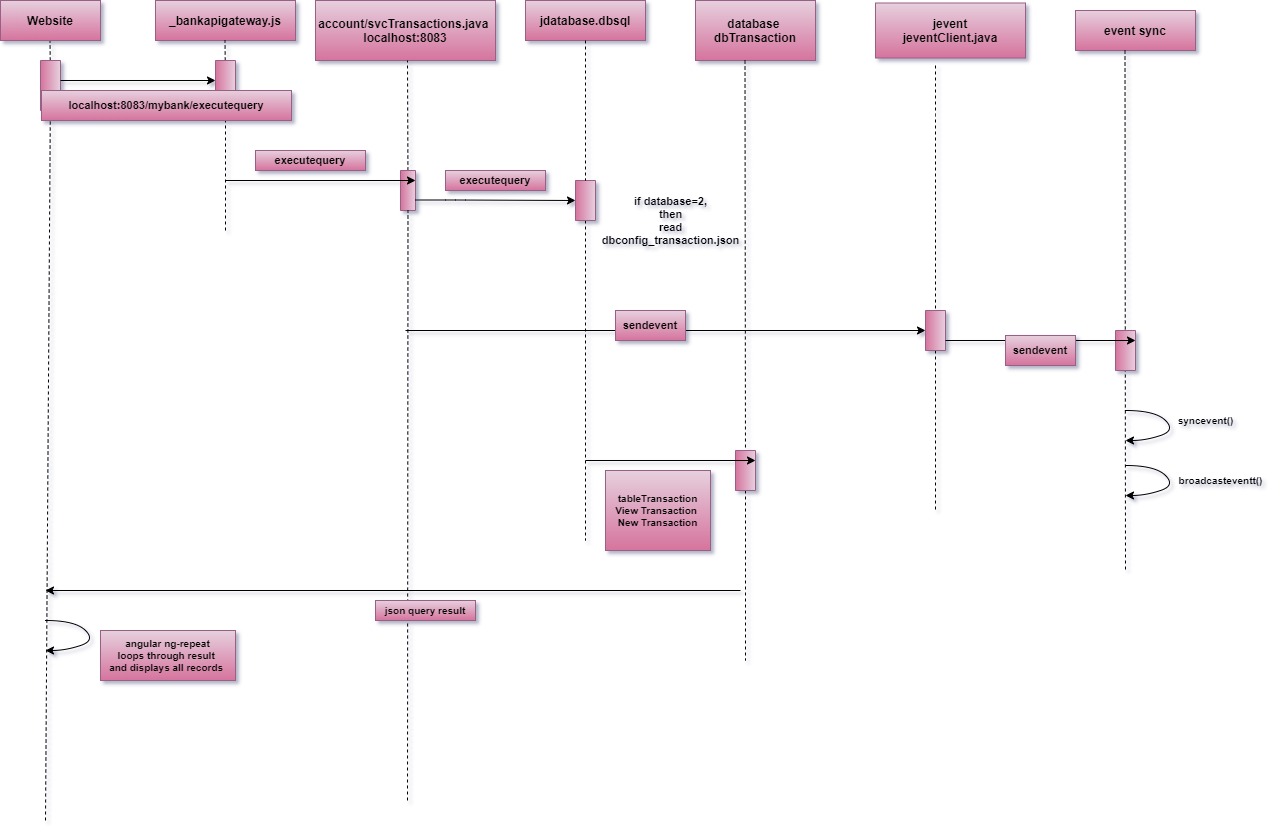 Website
_bankapigateway.js
account/svcTransactions.java
localhost:8083
jdatabase.dbsql
database
dbTransaction
jevent
jeventClient.java
event sync
localhost:8083/mybank/executequery
executequery
executequery
if database=2,
then
read
dbconfig_transaction.json
sendevent
sendevent
syncevent()
broadcasteventt()
tableTransaction
View Transaction
New Transaction
json query result
angular ng-repeat
loops through result
and displays all records